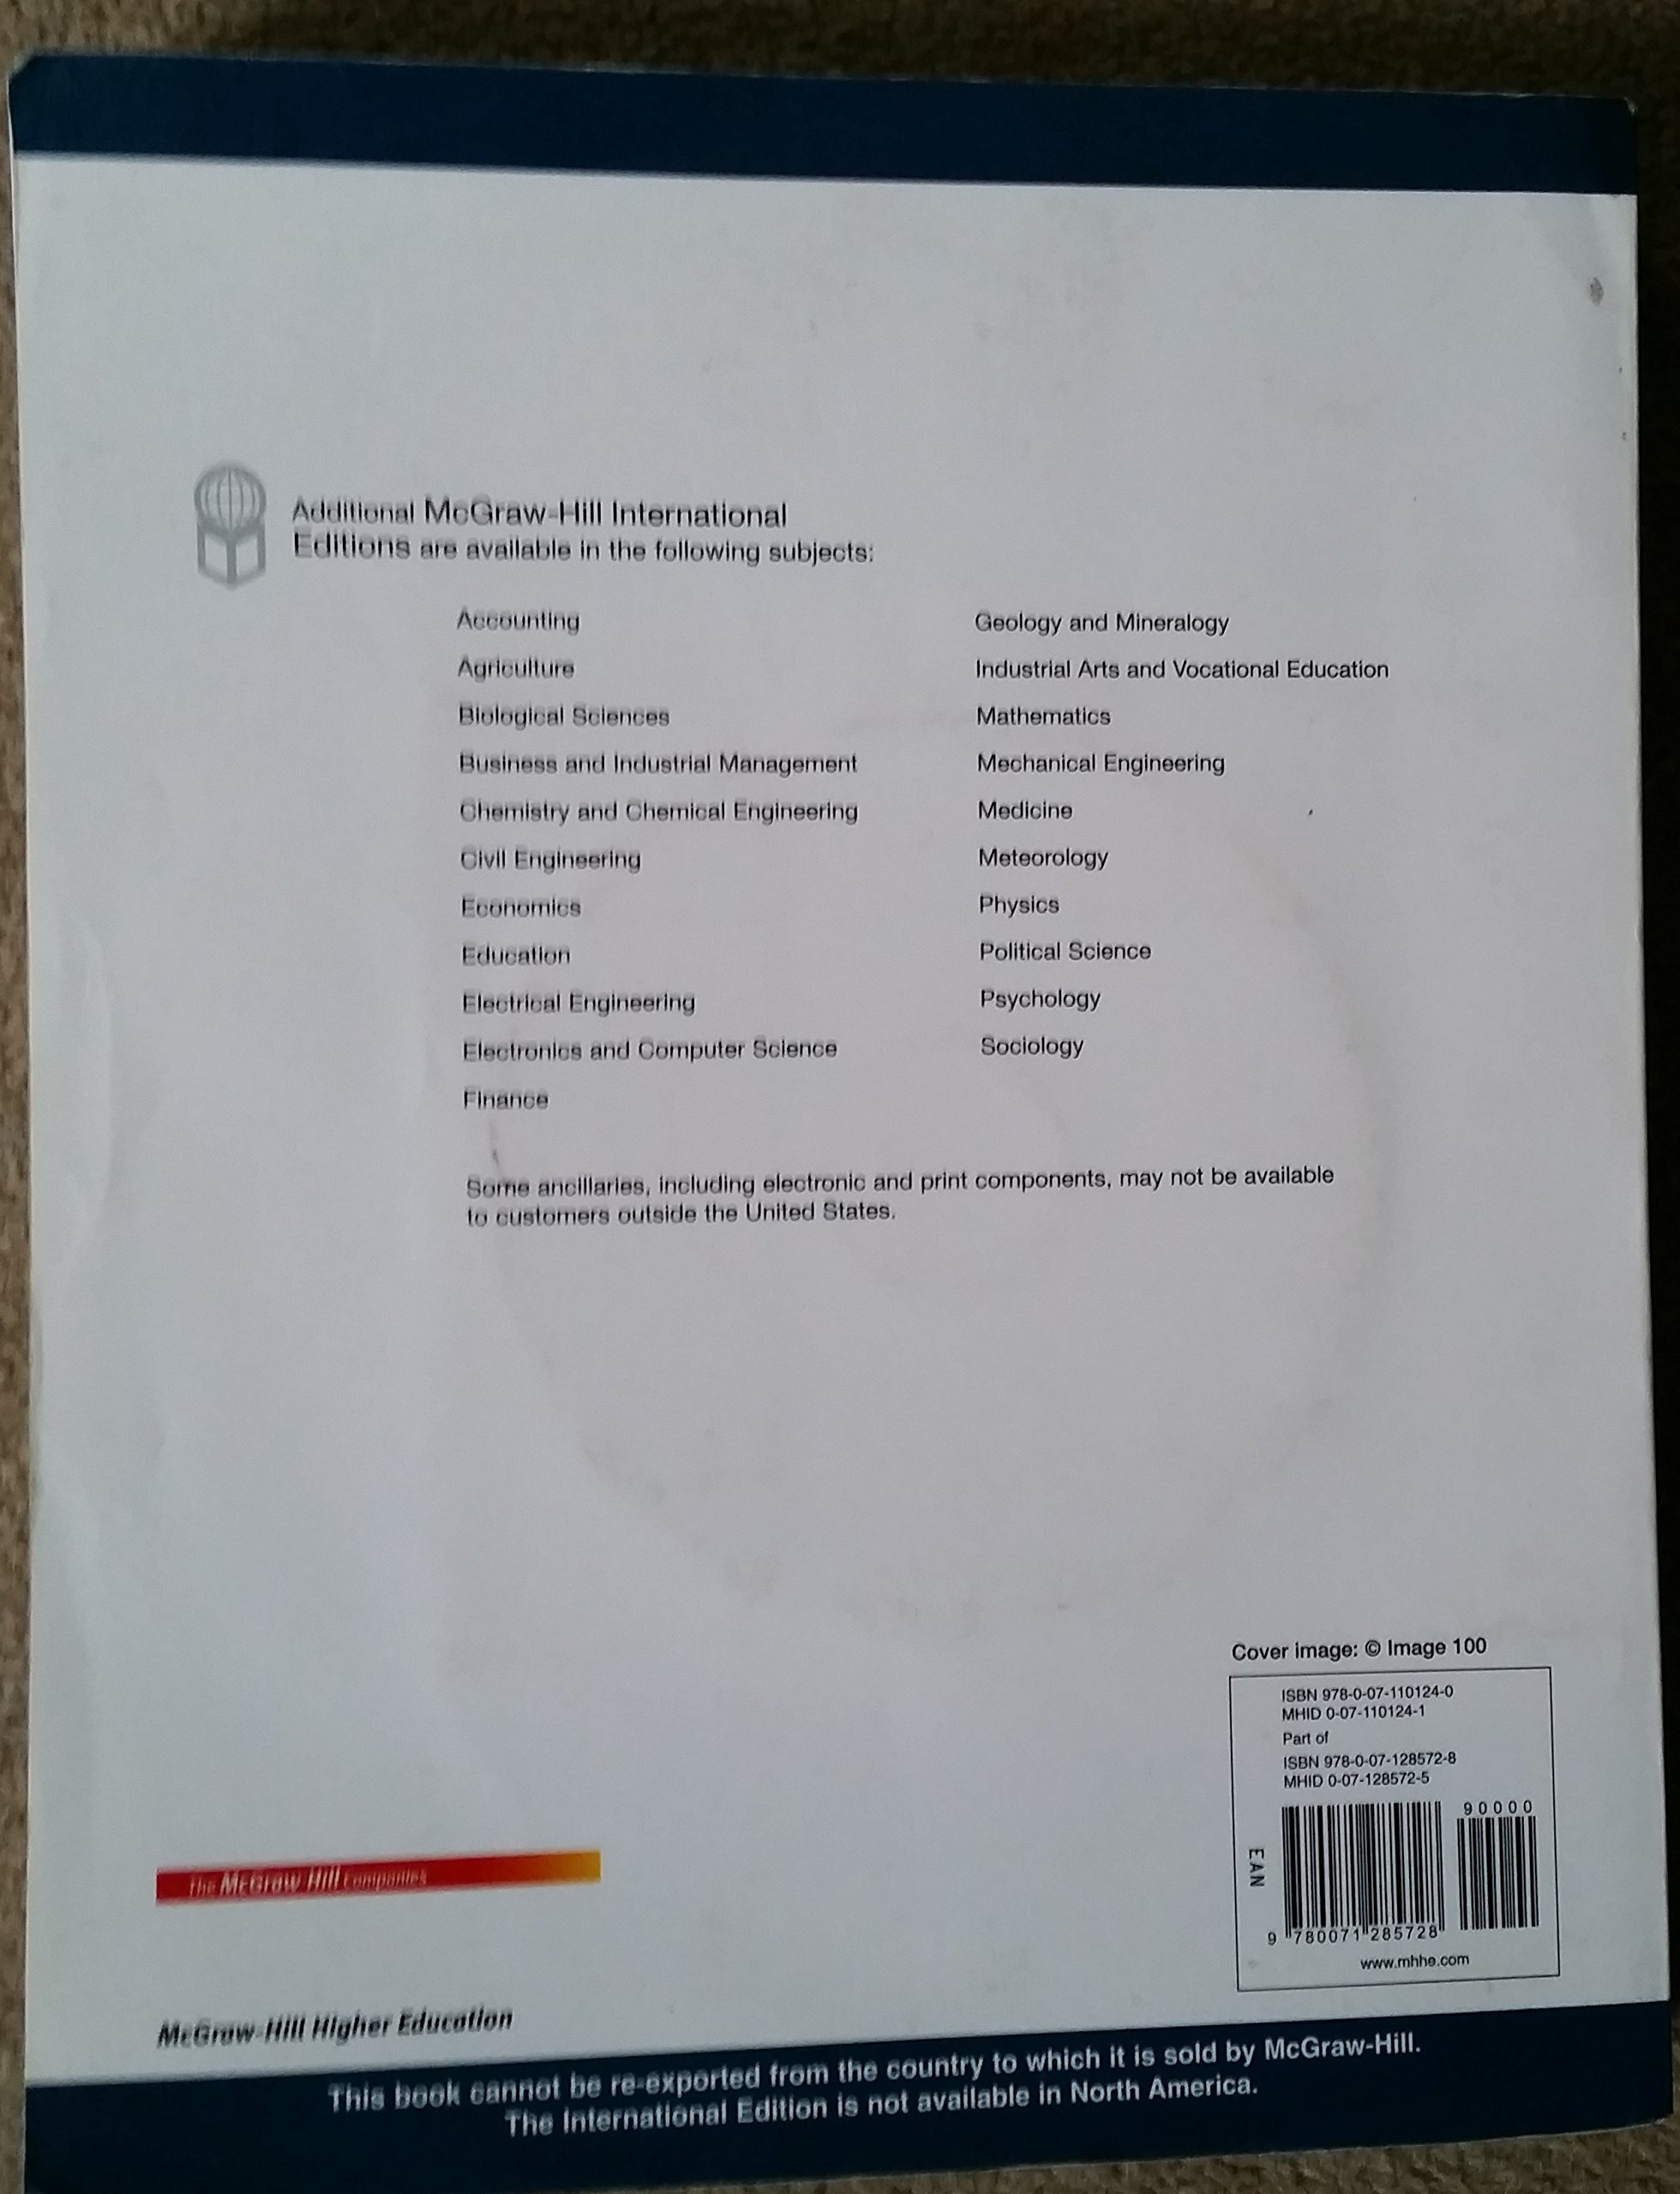 Additional McGraw-Hill International
Editions are available in the following subjects:
Accounting
Agriculture
Biological Sciences
Business and Industrial Management
Chemistry and Chemical Engineering
Civil Engineering
Economics
Education
Electrical Engineering
Electronics and Computer Science
Finance
Geology and Mineralogy
Industrial Arts and Vocational Education
Mathematics
Mechanical Engineering
Medicine
Meteorology
Physics
Political Science
Psychology
Sociology
Some ancillaries, including electronic and print components, may not be available
to customers outside the United States.
Cover image: © Image 100
ISBN 978-0-07-110124-0
MHID 0-07-110124-1
Part of
ISBN 978-0-07-128572-8
MHID 0-07-128572-5
90000
EAN
9 780071 285728
www.mhhe.com
The McGraw Hill Companies
McGraw-Hill Higher Education
This book cannot be re-exported from the country to which it is sold by McGraw-Hill.
The International Edition is not available in North America.